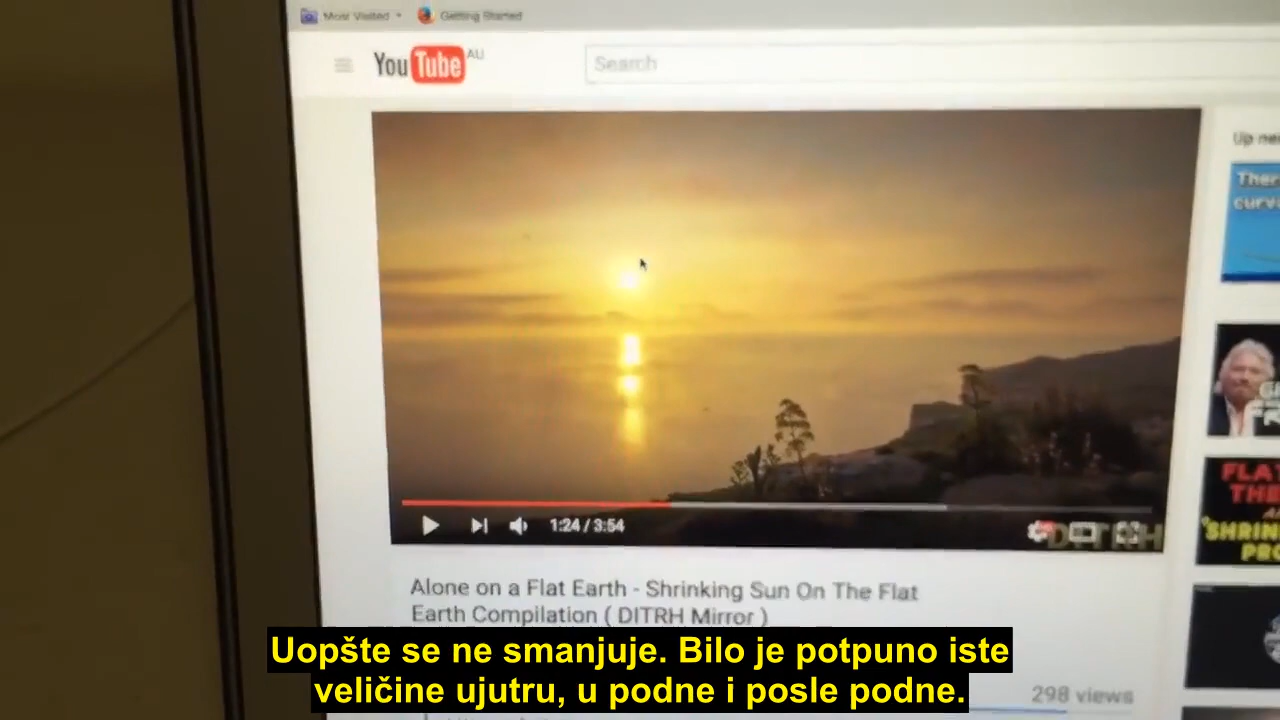 Most Visited
Getting Started
YouTube AU
Search
Up
1:24 / 3:54
DITRH
Alone on a Flat Earth - Shrinking Sun On The Flat
Earth Compilation ( DITRH Mirror )
298 views
Uopšte se ne smanjuje. Bilo je potpuno iste
veličine ujutru, u podne i posle podne.